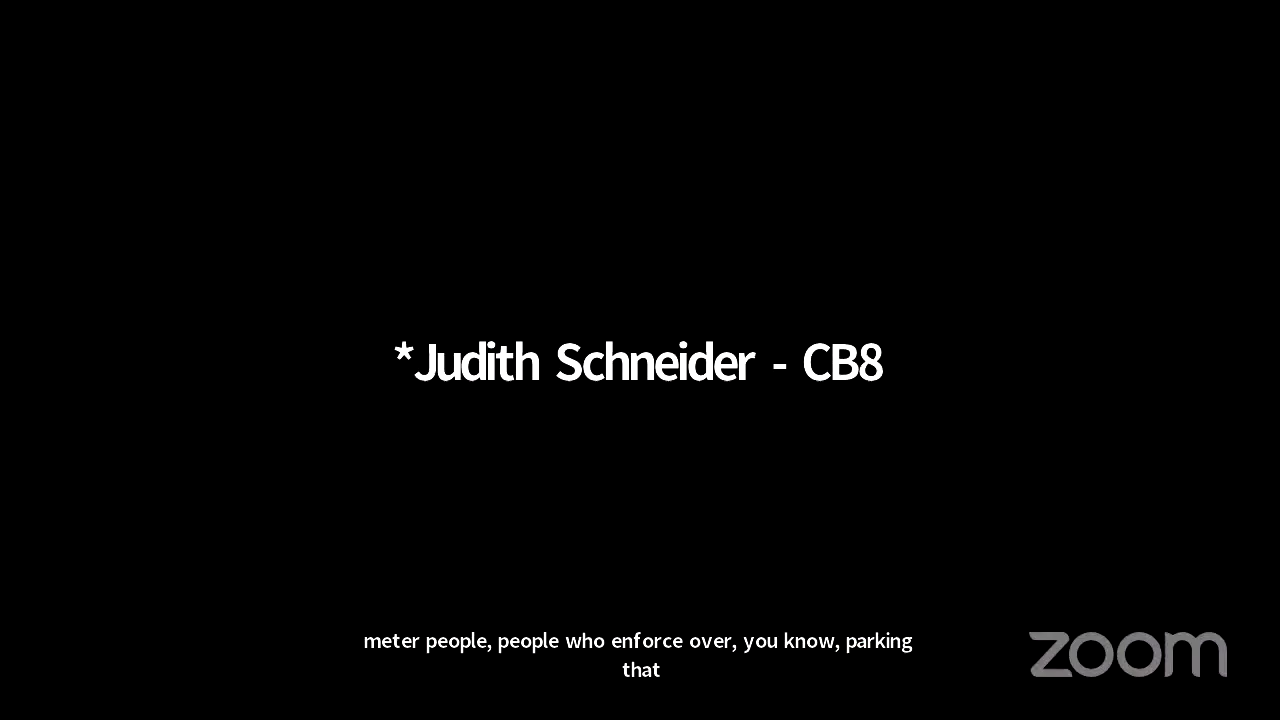 *Judith Schneider - CB8
meter people, people who enforce over, you know, parking
that
zoom